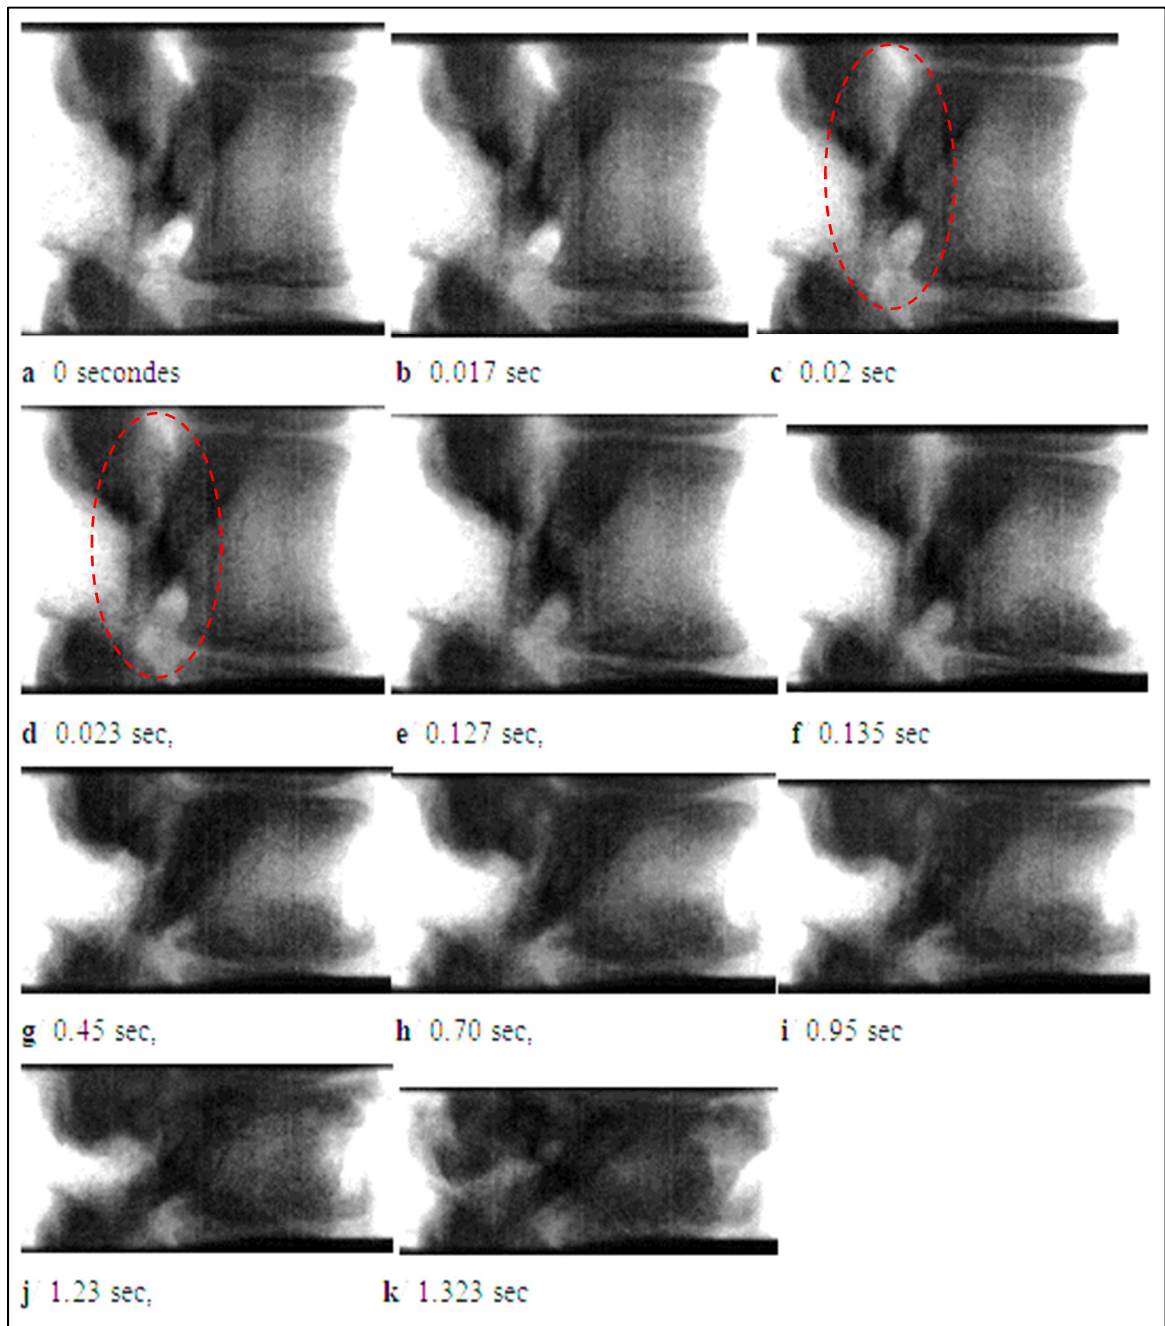 a/ 0 secondes b/ 0.017 sec c/ 0.02 sec
d/ 0.023 sec, e/ 0.127 sec, f/ 0.135 sec
g/ 0.45 sec, h/ 0.70 sec, i/ 0.95 sec
j/ 1.23 sec, k/ 1.323 sec